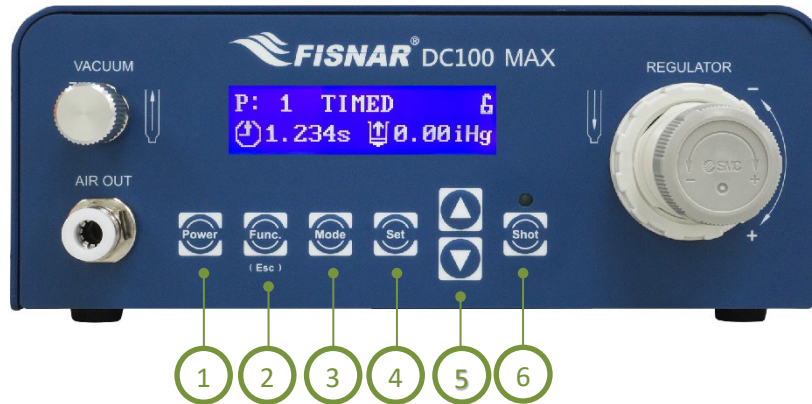 FISNAR® DC100 MAX
VACUUM
REGULATOR
P: 1 TIMED
1.234s 0.00iHg
AIR OUT
Power
Func.
Mode
Set
Shot
(Esc)
SMC
- +
-
+
1
2
3
4
5
6